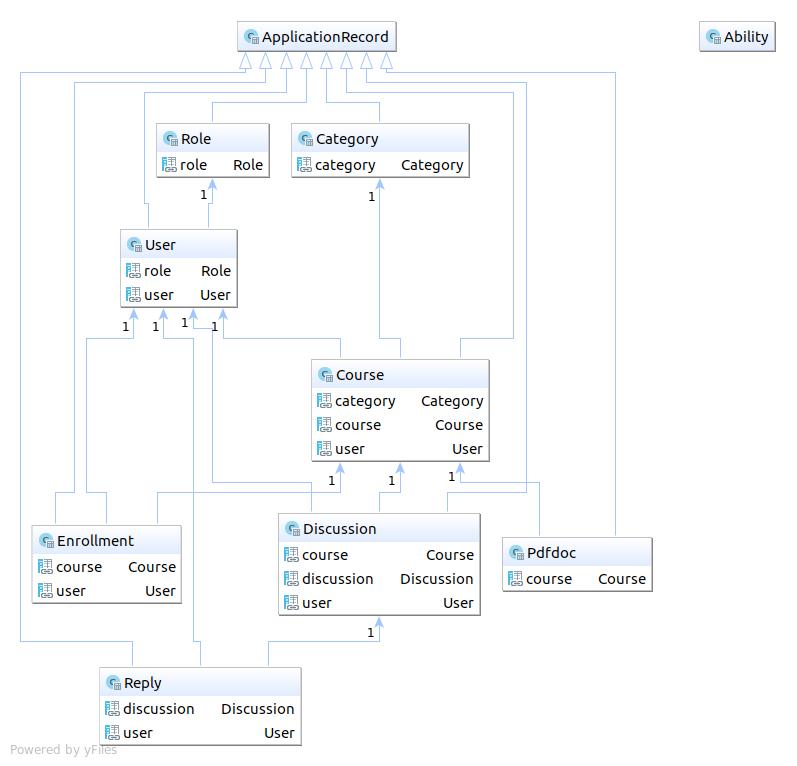 ApplicationRecord
Ability
Role
role Role
Category
category Category
1
1
User
role Role
user User
1
1
1
1
Course
category Category
course Course
user User
1
1
1
Enrollment
course Course
user User
Discussion
course Course
discussion Discussion
user User
Pdfdoc
course Course
1
Reply
discussion Discussion
user User
Powered by yFiles